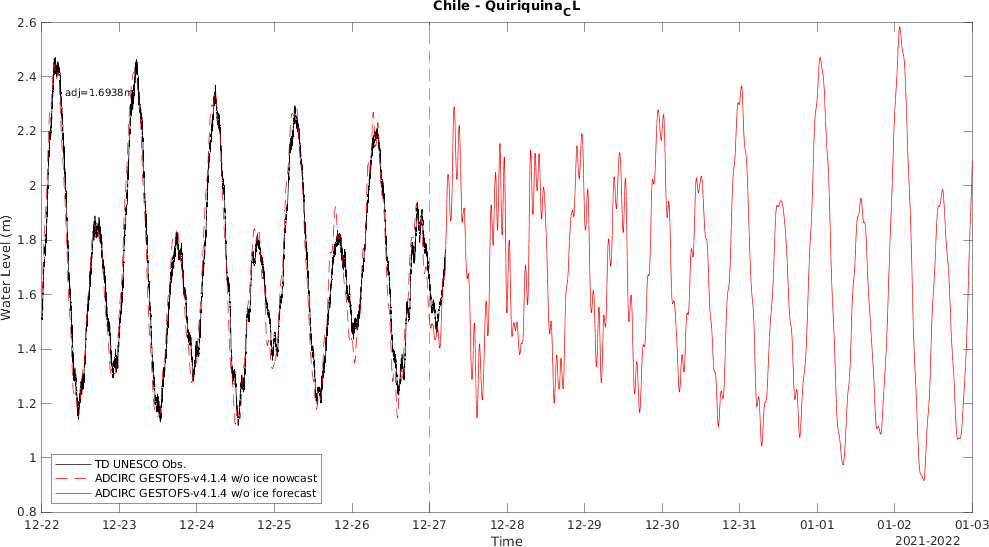 Chile - Quiriquina_CL
2.6
2.4
adj=1.6938m
2.2
2
1.8
Water Level (m)
1.6
1.4
1.2
1
0.8
TD UNESCO Obs.
ADCIRC GESTOFS-v4.1.4 w/o ice nowcast
ADCIRC GESTOFS-v4.1.4 w/o ice forecast
12-22 12-23 12-24 12-25 12-26 12-27 12-28 12-29 12-30 12-31 01-01 01-02 01-03
Time
2021-2022